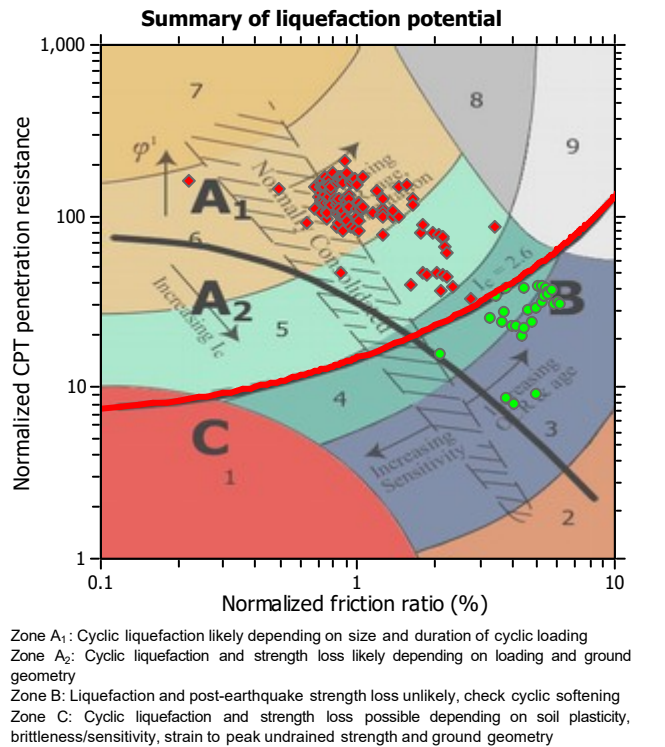 Summary of liquefaction potential
1,000
100
10
1
Normalized CPT penetration resistance
7
8
9
φ'
A1
6
A2
Normally Consolidated
Increasing Ic
5
Ic = 2.6
B
4
Increasing
OCR & age
3
Increasing
Sensitivity
C
1
2
0.1
1
10
Normalized friction ratio (%)
Zone A1: Cyclic liquefaction likely depending on size and duration of cyclic loading
Zone A2: Cyclic liquefaction and strength loss likely depending on loading and ground
geometry
Zone B: Liquefaction and post-earthquake strength loss unlikely, check cyclic softening
Zone C: Cyclic liquefaction and strength loss possible depending on soil plasticity,
brittleness/sensitivity, strain to peak undrained strength and ground geometry